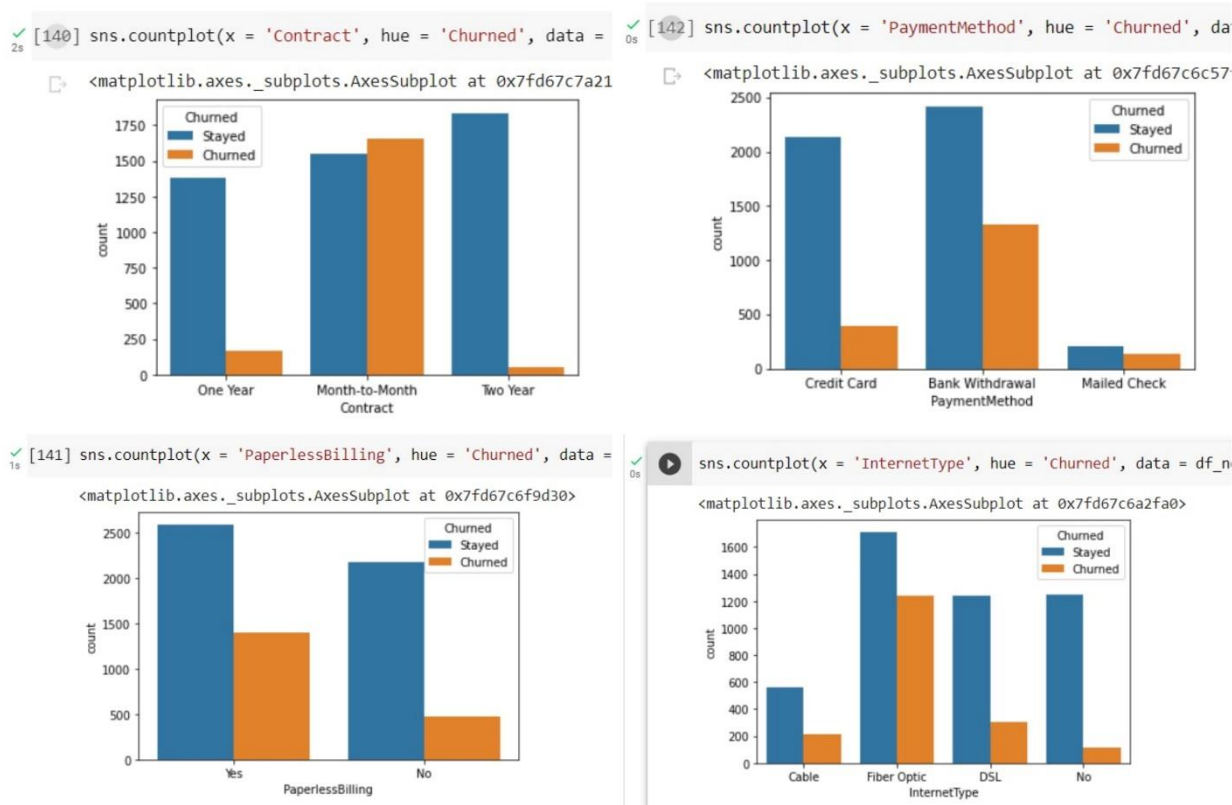 [140] sns.countplot(x = 'Contract', hue = 'Churned', data =
2s
<matplotlib.axes._subplots.AxesSubplot at 0x7fd67c7a21
Churned
Stayed
Churned
1750
1500
1250
1000
750
500
250
0
count
One Year Month-to-Month Two Year
Contract
[142] sns.countplot(x = 'PaymentMethod', hue = 'Churned', da
0s
<matplotlib.axes._subplots.AxesSubplot at 0x7fd67c6c57
Churned
Stayed
Churned
2500
2000
1500
1000
500
0
count
Credit Card Bank Withdrawal Mailed Check
PaymentMethod
[141] sns.countplot(x = 'PaperlessBilling', hue = 'Churned', data =
1s
<matplotlib.axes._subplots.AxesSubplot at 0x7fd67c6f9d30>
Churned
Stayed
Churned
2500
2000
1500
1000
500
0
count
Yes No
PaperlessBilling
sns.countplot(x = 'InternetType', hue = 'Churned', data = df_n
0s
<matplotlib.axes._subplots.AxesSubplot at 0x7fd67c6a2fa0>
Churned
Stayed
Churned
1600
1400
1200
1000
800
600
400
200
0
count
Cable Fiber Optic DSL No
InternetType